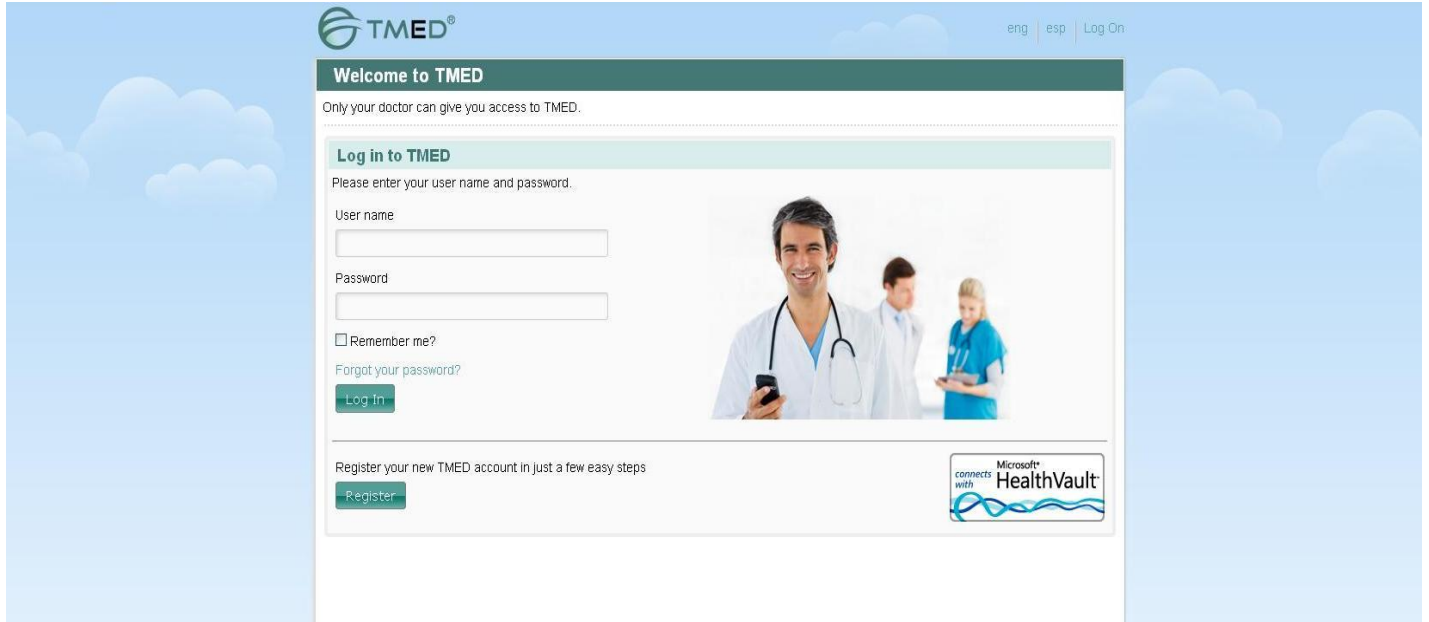 TMED®
eng esp Log On
Welcome to TMED
Only your doctor can give you access to TMED.
Log in to TMED
Please enter your user name and password.
User name
Password
Remember me?
Forgot your password?
Log In
Register your new TMED account in just a few easy steps
Register
connects with
Microsoft®
HealthVault™